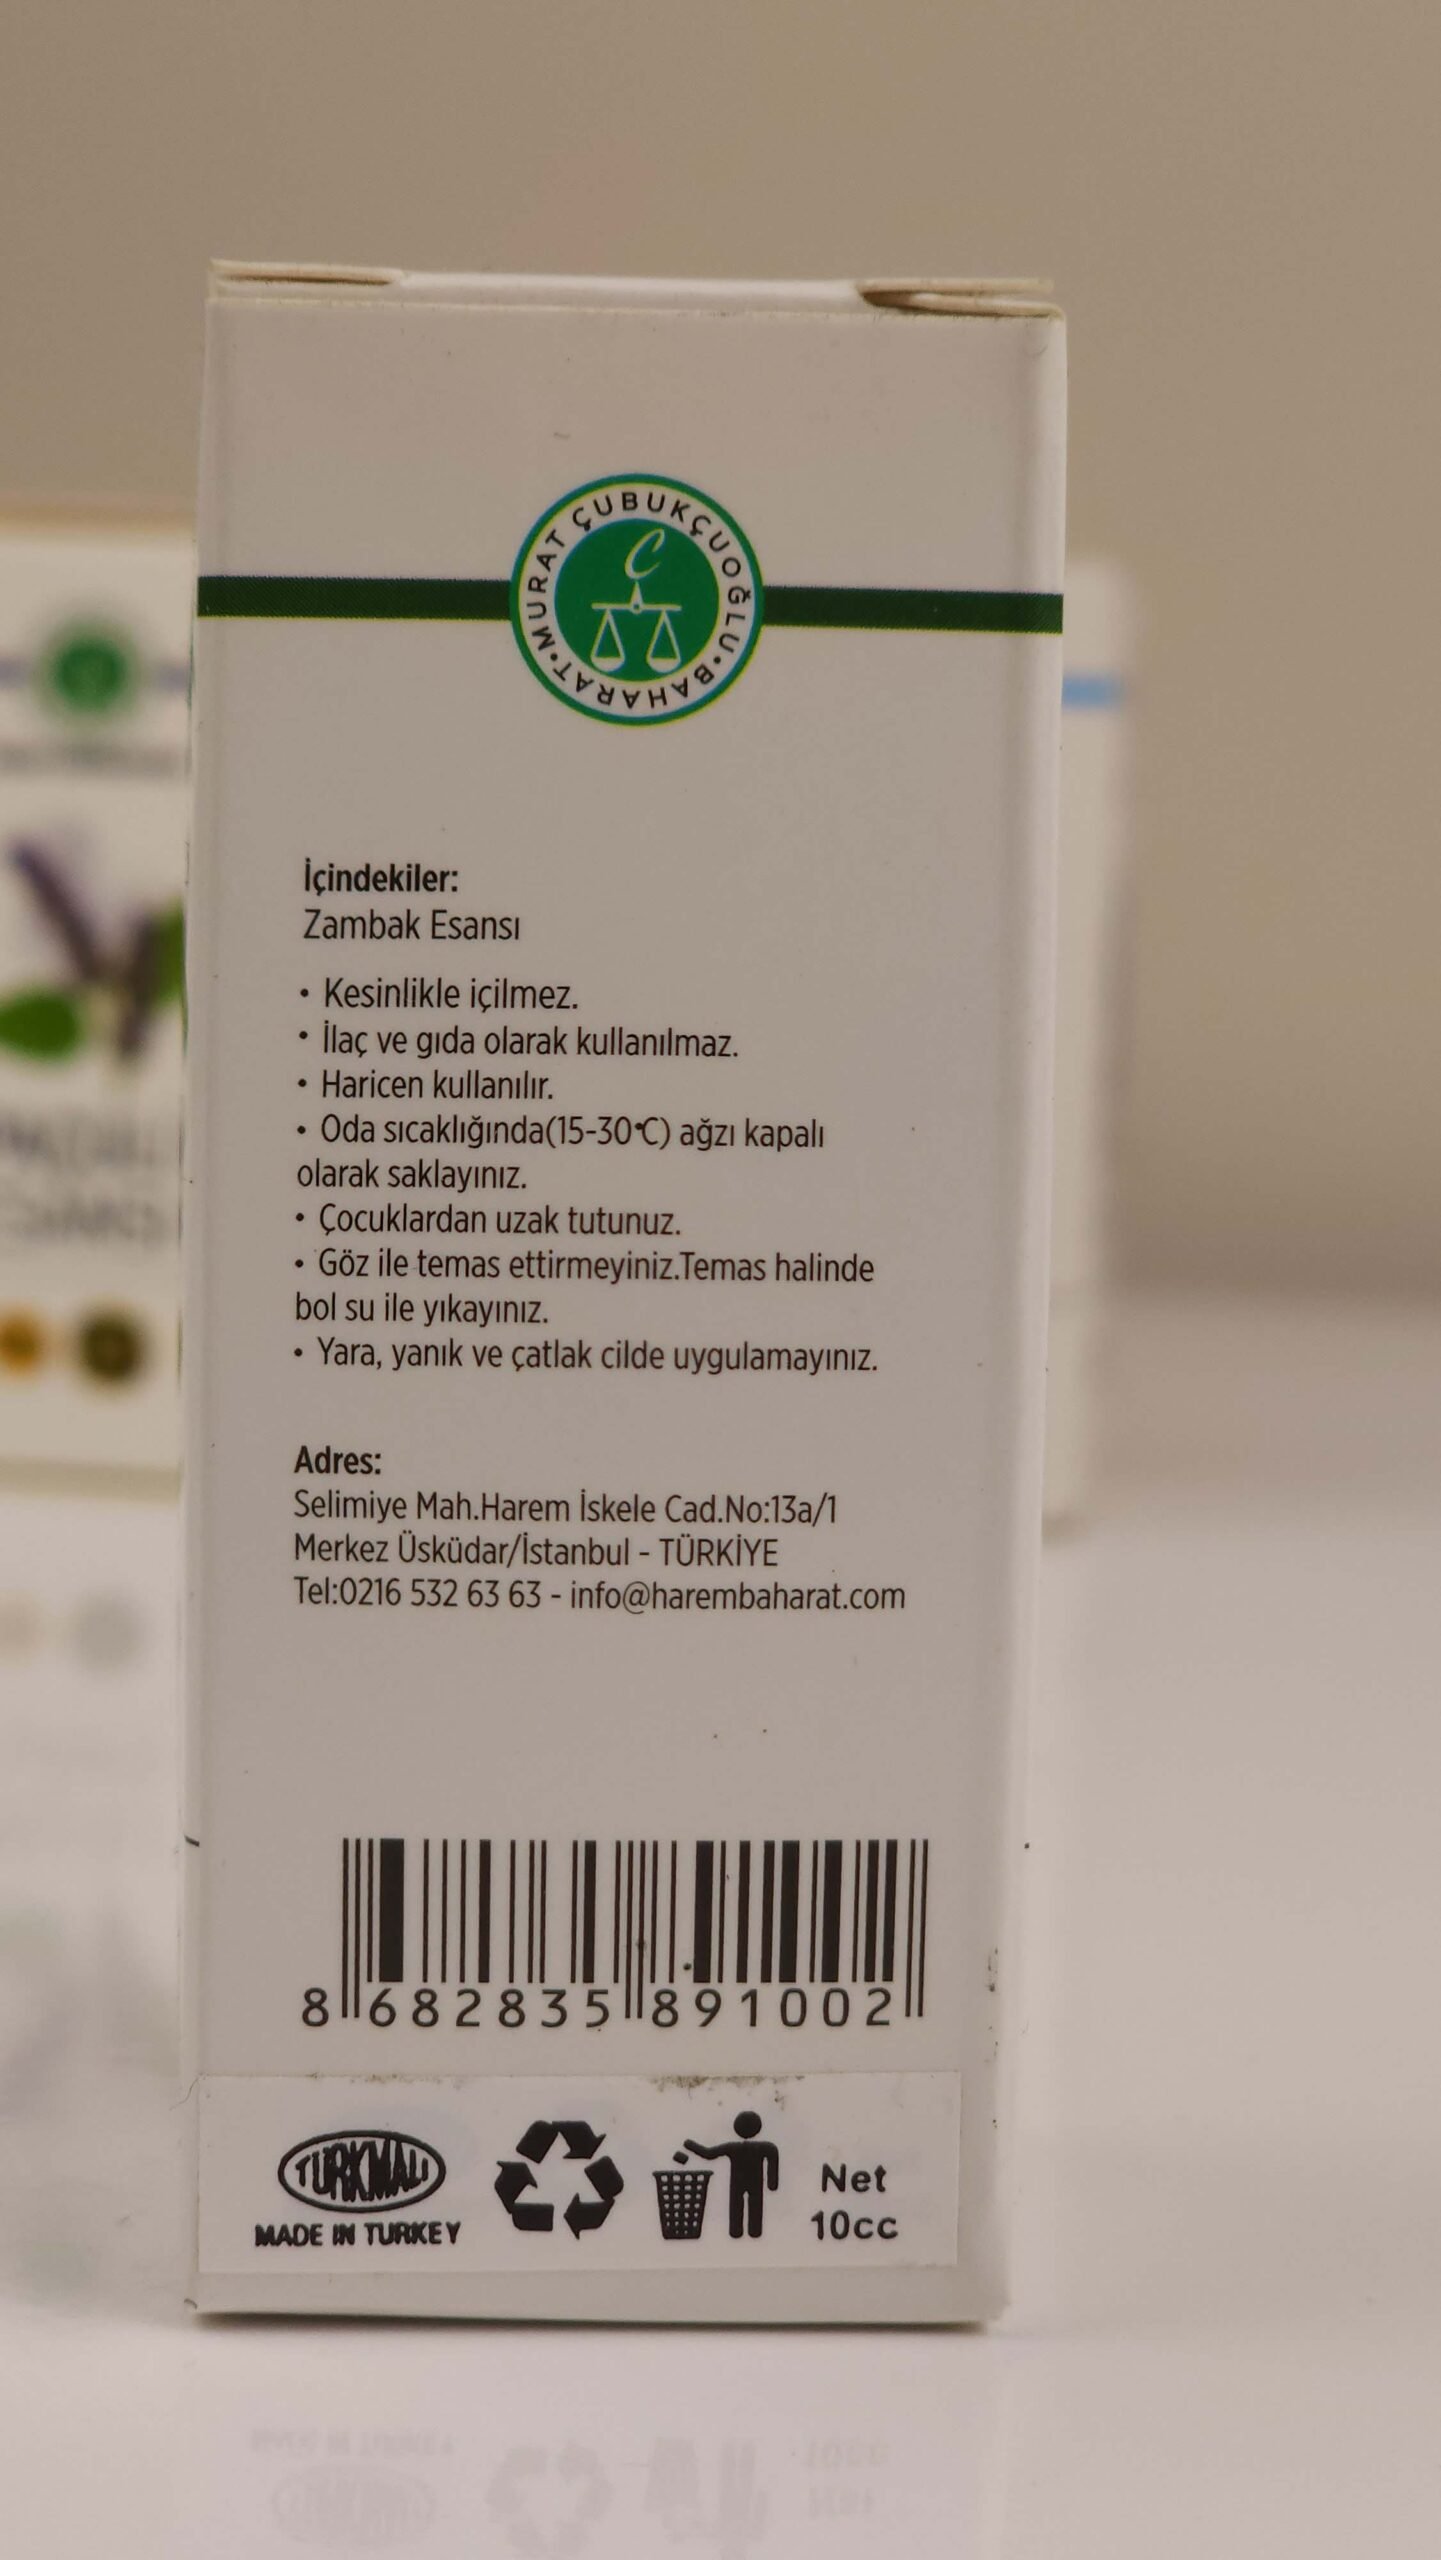 MURAT ÇUBUKÇUOĞLU • BAHARAT •
C
İçindekiler:
Zambak Esansı
• Kesinlikle içilmez.
• İlaç ve gıda olarak kullanılmaz.
• Haricen kullanılır.
• Oda sıcaklığında(15-30°C) ağzı kapalı
olarak saklayınız.
• Çocuklardan uzak tutunuz.
• Göz ile temas ettirmeyiniz.Temas halinde
bol su ile yıkayınız.
• Yara, yanık ve çatlak cilde uygulamayınız.
Adres:
Selimiye Mah.Harem İskele Cad.No:13a/1
Merkez Üsküdar/İstanbul - TÜRKİYE
Tel:0216 532 63 63 - info@harembaharat.com
8 682835 891002
TÜRKMALI
MADE IN TURKEY
Net
10cc